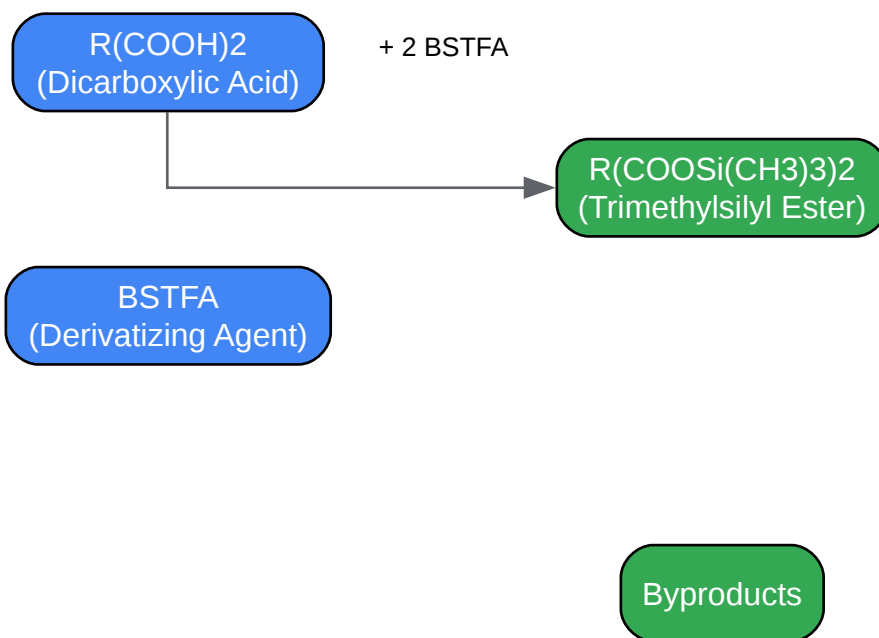 R(COOH)2
(Dicarboxylic Acid)
+ 2 BSTFA
R(COOSi(CH3)3)2
(Trimethylsilyl Ester)
BSTFA
(Derivatizing Agent)
Byproducts